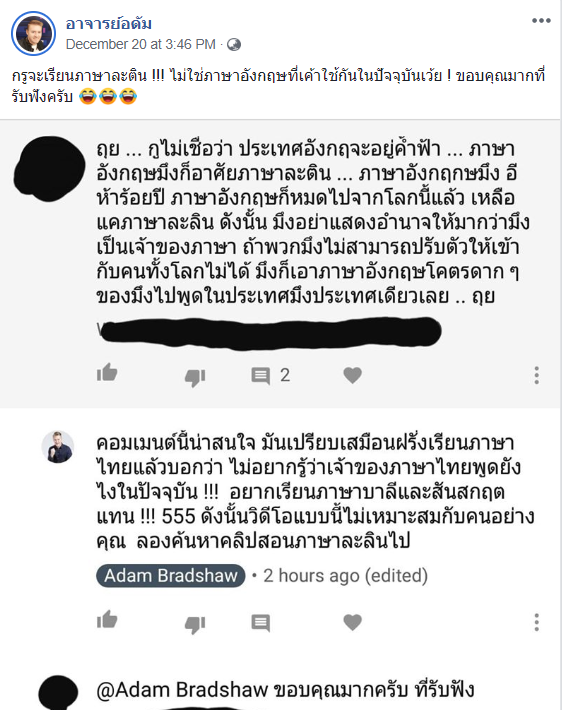 อาจารย์อดัม
December 20 at 3:46 PM ·
กรูจะเรียนภาษาละติน !!! ไม่ใช่ภาษาอังกฤษที่เค้าใช้กันในปัจจุบันเว้ย ! ขอบคุณมากที่
รับฟังครับ 😂😂😂
ถุย ... กูไม่เชื่อว่า ประเทศอังกฤจะอยู่ค้ำฟ้า ... ภาษา
อังกฤษมึงก็อาศัยภาษาละติน ... ภาษาอังกฤกษมึง อี
ห้าร้อยปี ภาษาอังกฤษก็หมดไปจากโลกนี้แล้ว เหลือ
แคภาษาละลิน ดังนั้น มึงอย่าแสดงอำนาจให้มากว่ามึง
เป็นเจ้าของภาษา ถ้าพวกมึงไม่สามารถปรับตัวให้เข้า
กับคนทั้งโลกไม่ได้ มึงก็เอาภาษาอังกฤษโคตรดาก ๆ
ของมึงไปพูดในประเทศมึงประเทศเดียวเลย .. ถุย
2
คอมเมนต์นี้น่าสนใจ มันเปรียบเสมือนฝรั่งเรียนภาษา
ไทยแล้วบอกว่า ไม่อยากรู้ว่าเจ้าของภาษาไทยพูดยัง
ไงในปัจจุบัน !!! อยากเรียนภาษาบาลีและสันสกฤต
แทน !!! 555 ดังนั้นวิดีโอแบบนี้ไม่เหมาะสมกับคนอย่าง
คุณ ลองค้นหาคลิปสอนภาษาละลินไป
Adam Bradshaw • 2 hours ago (edited)
@Adam Bradshaw ขอบคุณมากครับ ที่รับฟัง